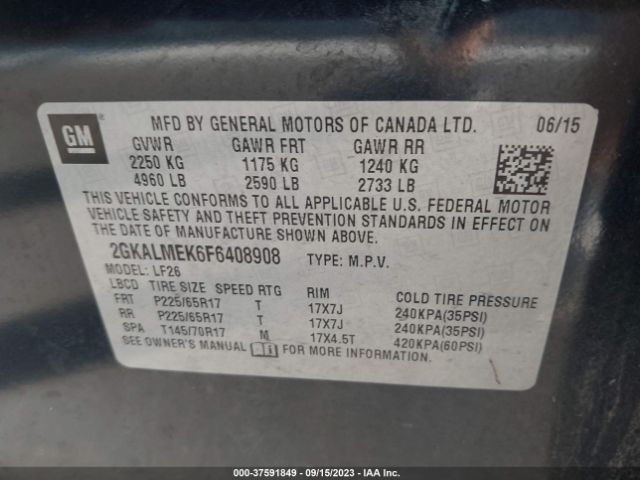 GM
MFD BY GENERAL MOTORS OF CANADA LTD. 06/15
GVWR GAWR FRT GAWR RR
2250 KG 1175 KG 1240 KG
4960 LB 2590 LB 2733 LB
THIS VEHICLE CONFORMS TO ALL APPLICABLE U.S. FEDERAL MOTOR
VEHICLE SAFETY AND THEFT PREVENTION STANDARDS IN EFFECT ON
THE DATE OF MANUFACTURE SHOWN ABOVE.
2GKALMEK6F6408908 TYPE: M.P.V.
MODEL: LF26
LBCD TIRE SIZE SPEED RTG RIM COLD TIRE PRESSURE
FRT P225/65R17 T 17X7J 240KPA(35PSI)
RR P225/65R17 T 17X7J 240KPA(35PSI)
SPA T145/70R17 M 17X4.5T 420KPA(60PSI)
SEE OWNER'S MANUAL FOR MORE INFORMATION.
000-37591849 - 09/15/2023 - IAA Inc.